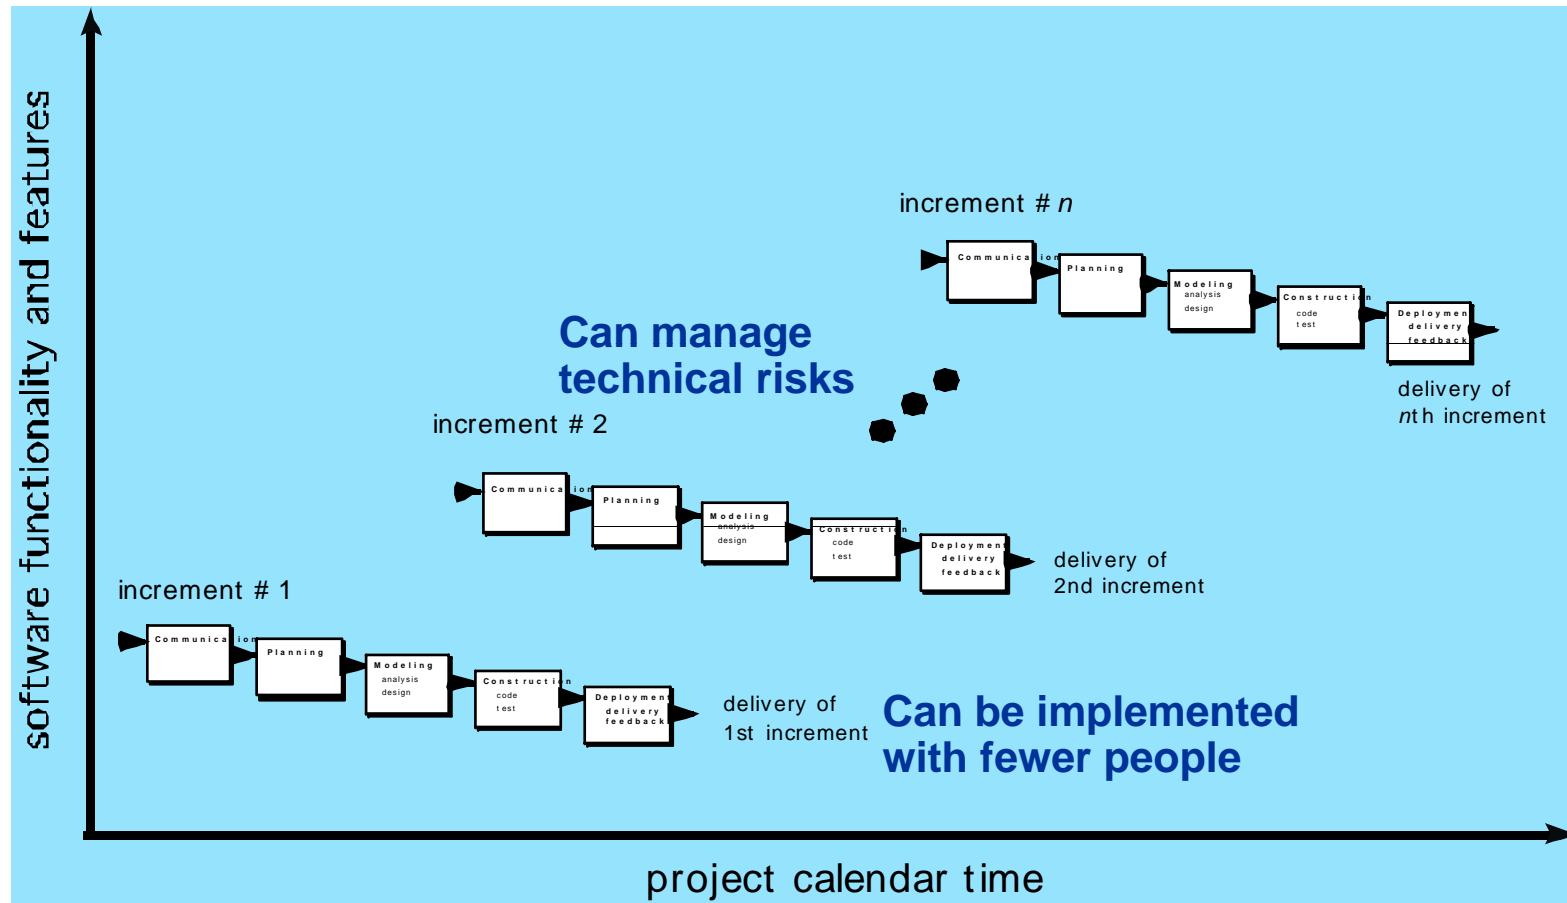 software functionality and features
increment # n
Communication
Planning
Modeling
analysis
design
Construction
code
test
Deployment
delivery
feedback
delivery of
nth increment
Can manage
technical risks
increment # 2
Communication
Planning
Modeling
analysis
design
Construction
code
test
Deployment
delivery
feedback
delivery of
2nd increment
increment # 1
Communication
Planning
Modeling
analysis
design
Construction
code
test
Deployment
delivery
feedback
delivery of
1st increment
Can be implemented
with fewer people
project calendar time